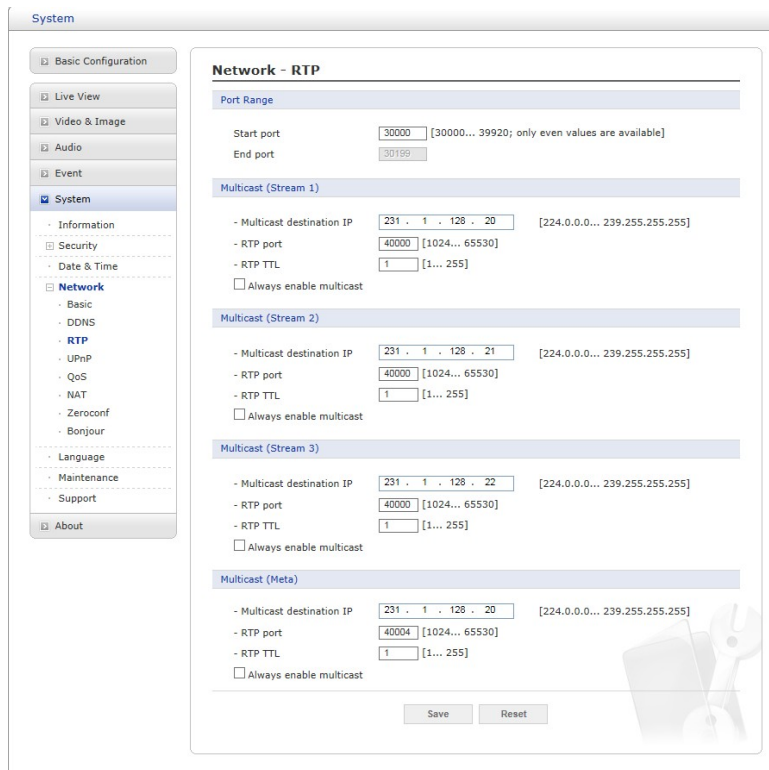 System
Basic Configuration
Live View
Video & Image
Audio
Event
System
· Information
Security
· Date & Time
Network
· Basic
· DDNS
· RTP
· UPnP
· QoS
· NAT
· Zeroconf
· Bonjour
· Language
· Maintenance
· Support
About
Network - RTP
Port Range
Start port 30000 [30000... 39920; only even values are available]
End port 30199
Multicast (Stream 1)
- Multicast destination IP 231 . 1 . 128 . 20 [224.0.0.0... 239.255.255.255]
- RTP port 40000 [1024... 65530]
- RTP TTL 1 [1... 255]
Always enable multicast
Multicast (Stream 2)
- Multicast destination IP 231 . 1 . 128 . 21 [224.0.0.0... 239.255.255.255]
- RTP port 40000 [1024... 65530]
- RTP TTL 1 [1... 255]
Always enable multicast
Multicast (Stream 3)
- Multicast destination IP 231 . 1 . 128 . 22 [224.0.0.0... 239.255.255.255]
- RTP port 40000 [1024... 65530]
- RTP TTL 1 [1... 255]
Always enable multicast
Multicast (Meta)
- Multicast destination IP 231 . 1 . 128 . 20 [224.0.0.0... 239.255.255.255]
- RTP port 40004 [1024... 65530]
- RTP TTL 1 [1... 255]
Always enable multicast
Save Reset